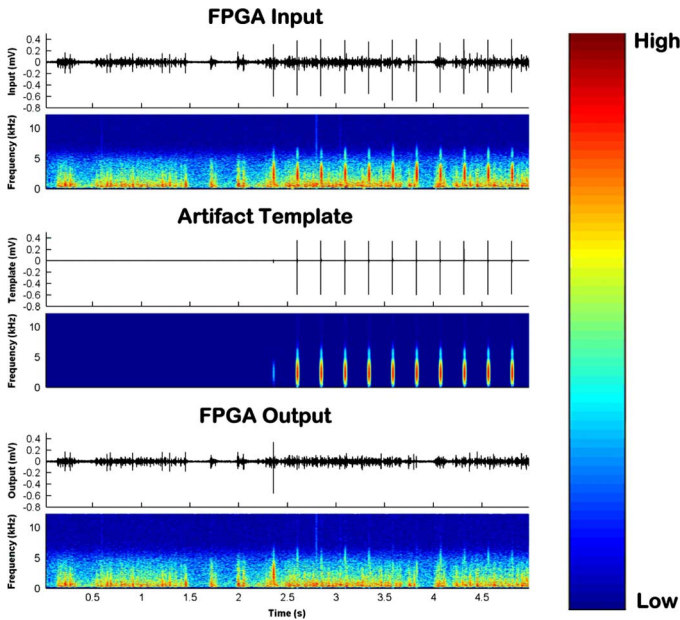 FPGA Input
High
0.4
0.2
0
-0.2
-0.4
-0.6
-0.8
Input (mV)
10
5
0
Frequency (kHz)
Artifact Template
0.4
0.2
0
-0.2
-0.4
-0.6
-0.8
Template (mV)
10
5
0
Frequency (kHz)
FPGA Output
0.4
0.2
0
-0.2
-0.4
-0.6
-0.8
Output (mV)
10
5
0
Frequency (kHz)
0.5 1 1.5 2 2.5 3 3.5 4 4.5
Time (s)
Low